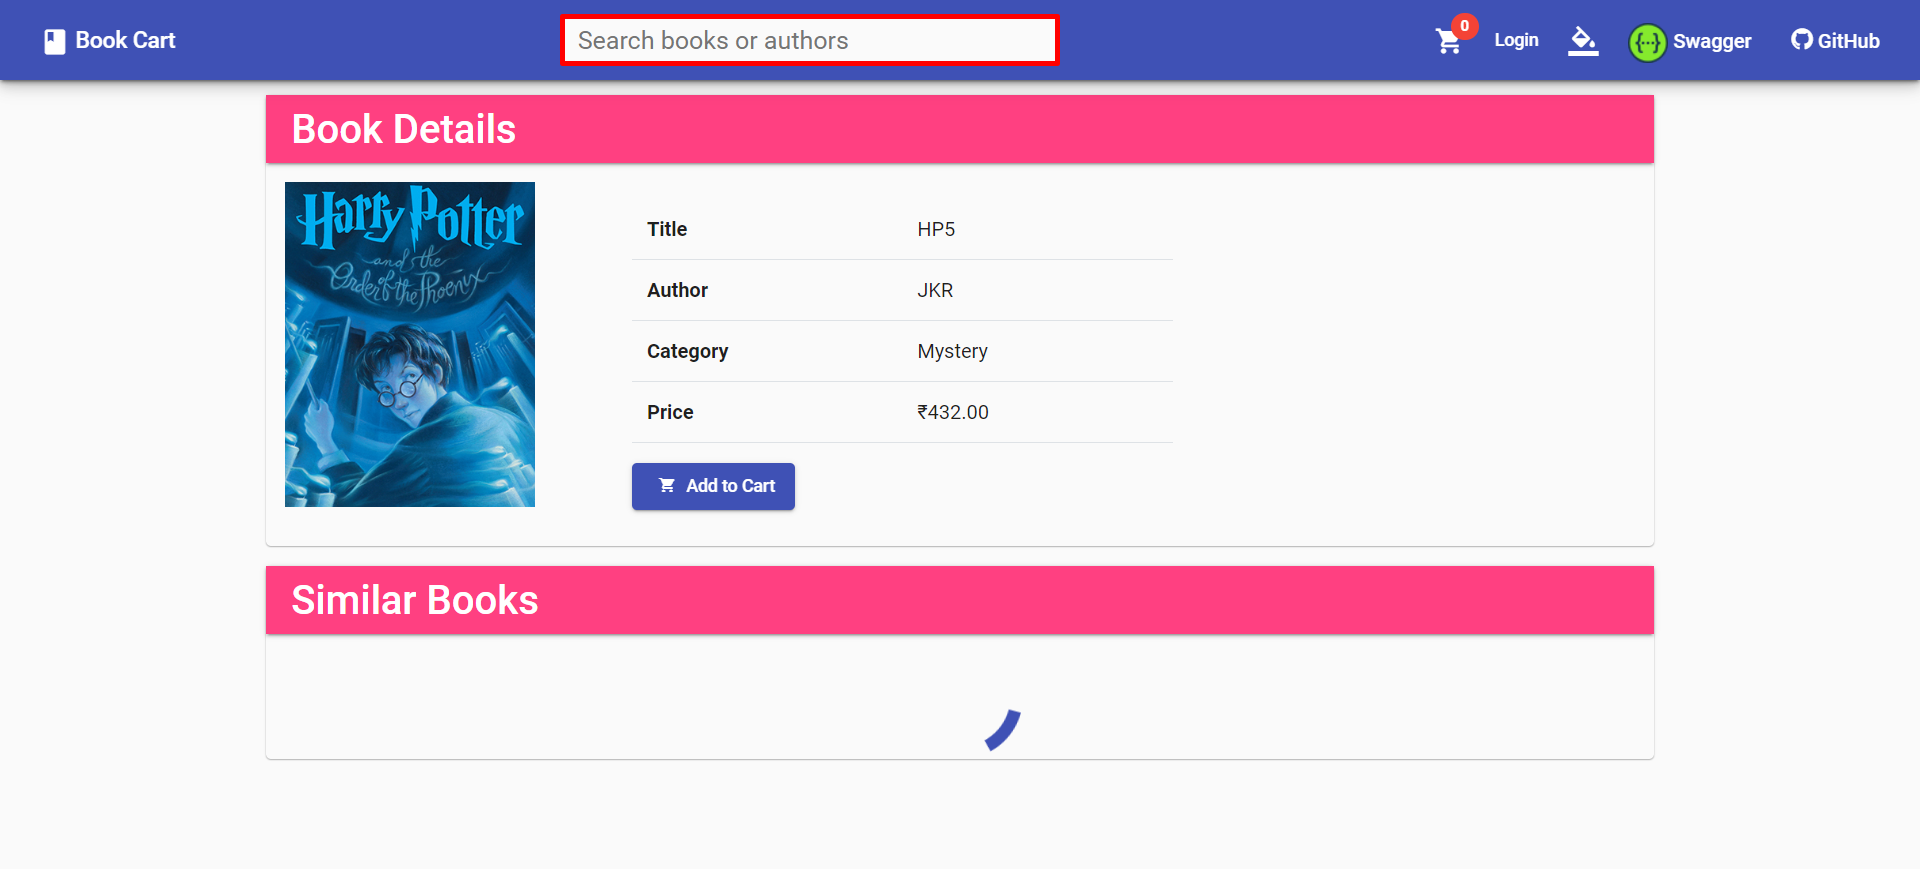 Book Cart
Search books or authors
0
Login
Swagger
GitHub
Book Details
Harry Potter
and the
Order of the Phoenix
Title HP5
Author JKR
Category Mystery
Price ₹432.00
Add to Cart
Similar Books